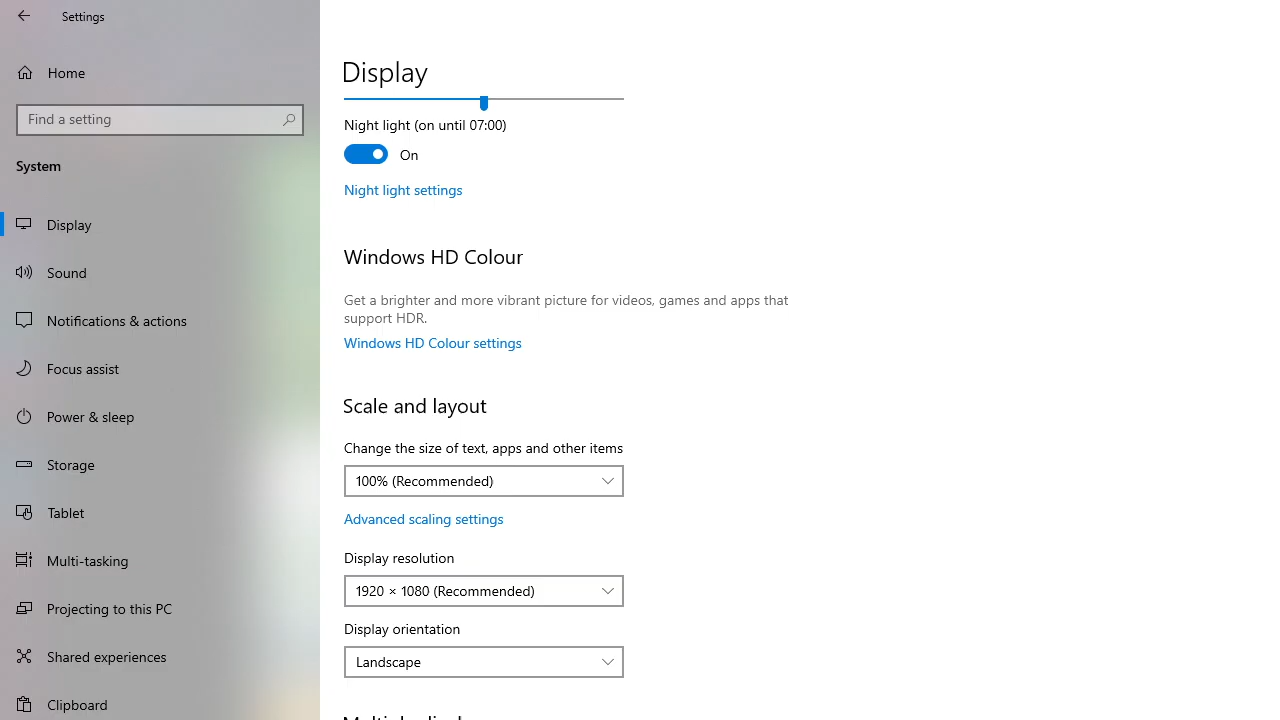 Settings
Home
Find a setting
System
Display
Sound
Notifications & actions
Focus assist
Power & sleep
Storage
Tablet
Multi-tasking
Projecting to this PC
Shared experiences
Clipboard
Display
Night light (on until 07:00)
On
Night light settings
Windows HD Colour
Get a brighter and more vibrant picture for videos, games and apps that
support HDR.
Windows HD Colour settings
Scale and layout
Change the size of text, apps and other items
100% (Recommended)
Advanced scaling settings
Display resolution
1920 × 1080 (Recommended)
Display orientation
Landscape